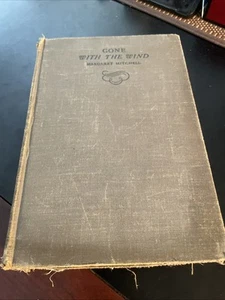 GONE
WITH THE WIND
MARGARET MITCHELL